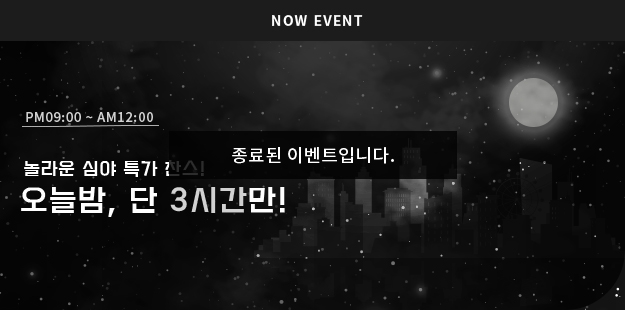 NOW EVENT
PM09:00 ~ AM12:00
종료된 이벤트입니다.
놀라운 심야 특가 찬스!
오늘밤, 단 3시간만!